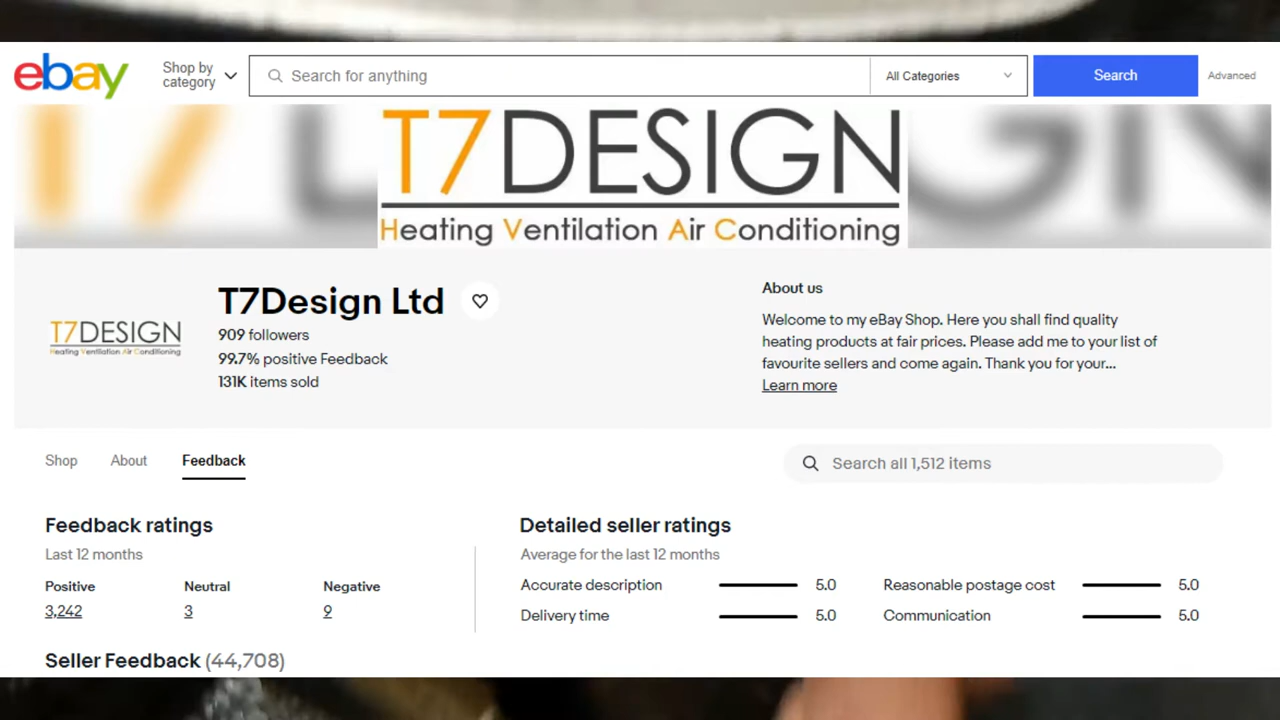 ebay
Shop by
category
Search for anything
All Categories
Search
Advanced
T7DESIGN
Heating Ventilation Air Conditioning
T7DESIGN
Heating Ventilation Air Conditioning
T7Design Ltd
909 followers
99.7% positive Feedback
131K items sold
About us
Welcome to my eBay Shop. Here you shall find quality
heating products at fair prices. Please add me to your list of
favourite sellers and come again. Thank you for your...
Learn more
Shop About Feedback
Search all 1,512 items
Feedback ratings
Last 12 months
Positive Neutral Negative
3,242 3 9
Detailed seller ratings
Average for the last 12 months
Accurate description 5.0 Reasonable postage cost 5.0
Delivery time 5.0 Communication 5.0
Seller Feedback (44,708)